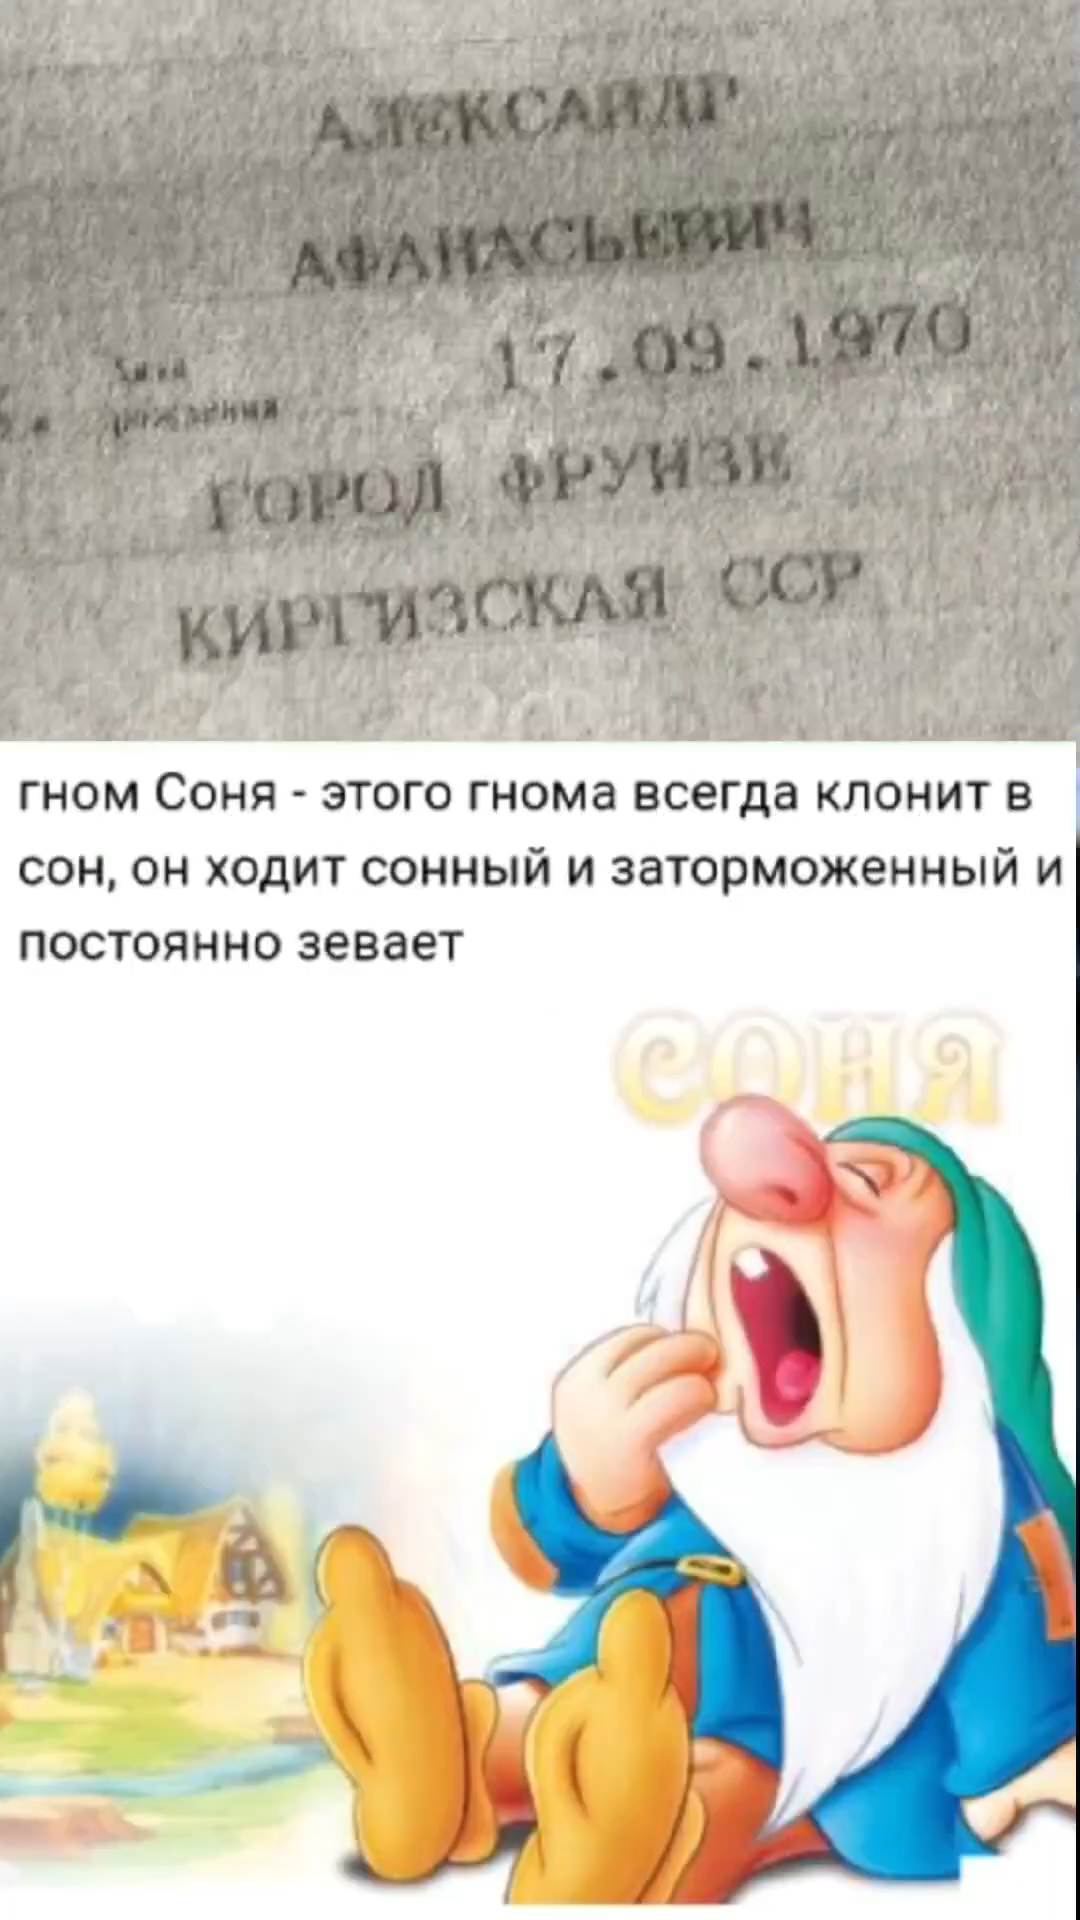 АЛЕКСАНДР
АФАНАСЬЕВИЧ
17.09.1970
рождения
ГОРОД ФРУНЗЕ
КИРГИЗСКАЯ ССР
гном Соня - этого гнома всегда клонит в
сон, он ходит сонный и заторможенный и
постоянно зевает
СОНЯ